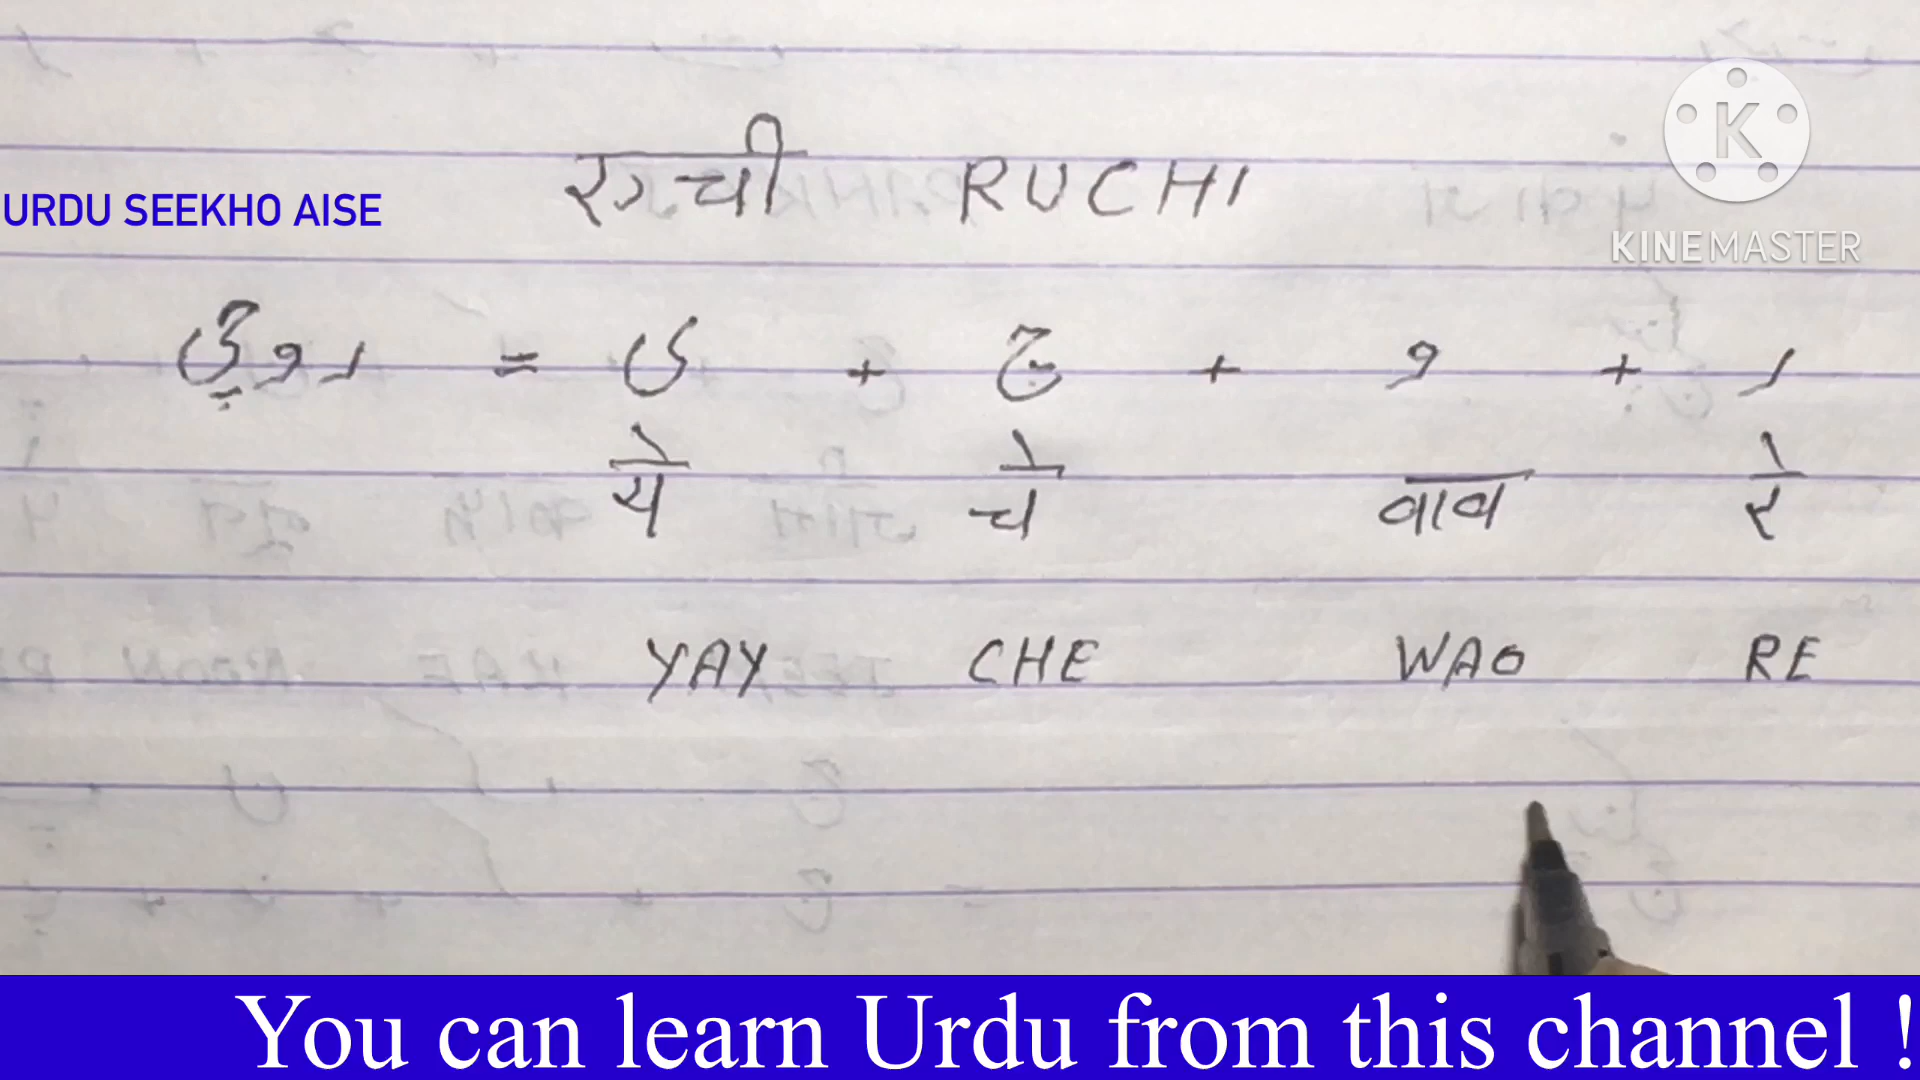 रूची RUCHI
K
KINEMASTER
URDU SEEKHO AISE
ر + و + چ + ی = روچی
रे वाव चे ये
YAY CHE WAO RE
You can learn Urdu from this channel !